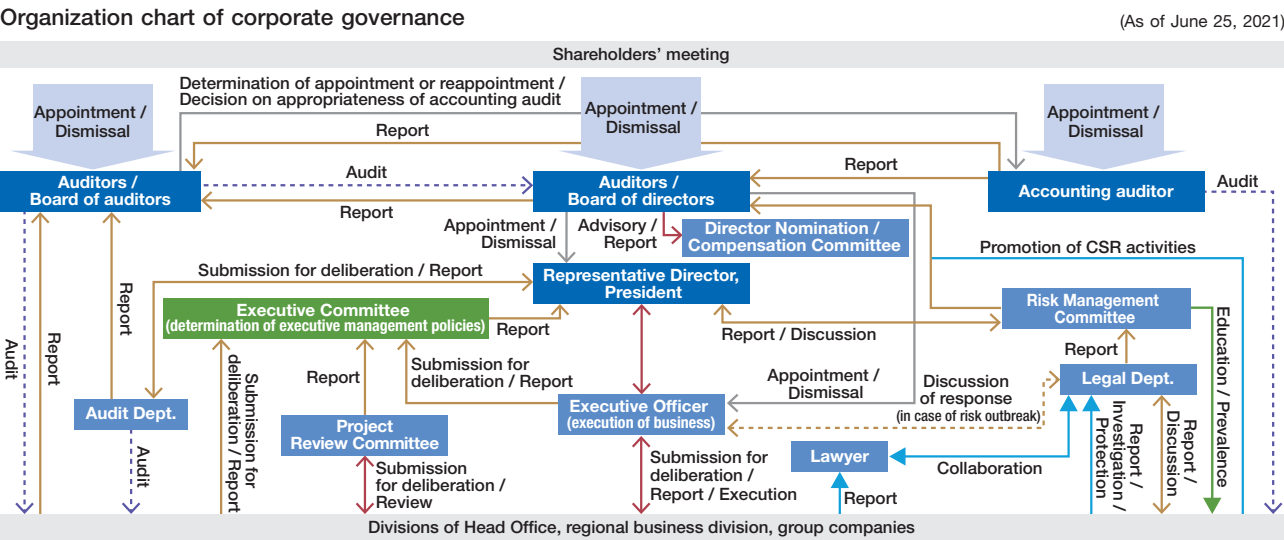 Organization chart of corporate governance
(As of June 25, 2021)
Shareholders’ meeting
Determination of appointment or reappointment /
Decision on appropriateness of accounting audit
Appointment /
Dismissal
Appointment /
Dismissal
Appointment /
Dismissal
Report
Auditors /
Board of auditors
Audit
Report
Auditors /
Board of directors
Report
Accounting auditor
Audit
Appointment /
Dismissal
Advisory /
Report
Director Nomination /
Compensation Committee
Promotion of CSR activities
Submission for deliberation / Report
Representative Director,
President
Executive Committee
(determination of executive management policies)
Report
Report / Discussion
Risk Management
Committee
Report
Report
Audit
Education / Prevalence
Report
Submission for
deliberation / Report
Report
Legal Dept.
Appointment /
Dismissal
Discussion
of response
(in case of risk outbreak)
Audit Dept.
Submission for
deliberation / Report
Executive Officer
(execution of business)
Project
Review Committee
Report /
Investigation /
Protection
Report /
Discussion
Audit
Submission
for deliberation /
Review
Submission for
deliberation /
Report / Execution
Lawyer
Collaboration
Report
Divisions of Head Office, regional business division, group companies